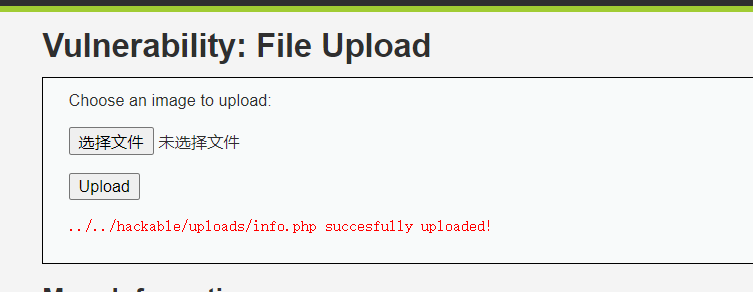 Vulnerability: File Upload
Choose an image to upload:
选择文件 未选择文件
Upload
../../hackable/uploads/info.php succesfully uploaded!